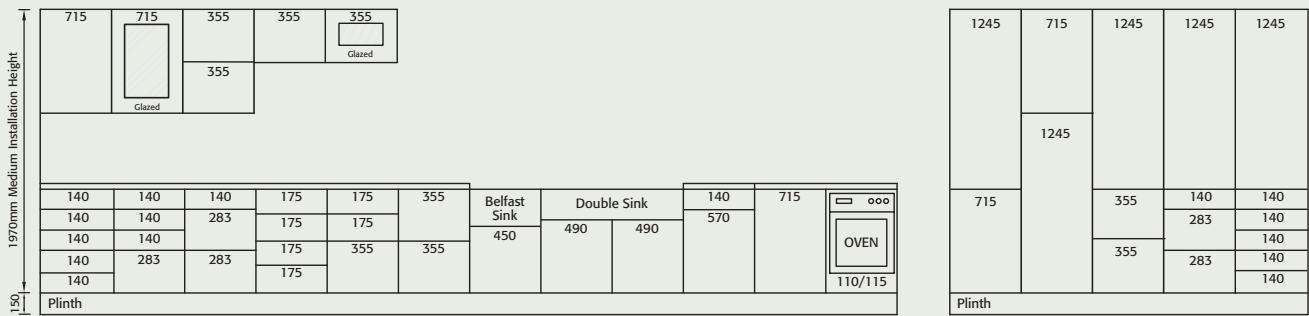 715 715 355 355 355 1245 715 1245 1245 1245
Glazed
355
Glazed
1245
1970mm Medium Installation Height
140 140 140 175 175 355 Belfast Sink Double Sink 140 715 715 355 140 140
140 140 283 175 175 450 490 490 570 283 140
140 140 140
140 283 283 175 355 355 OVEN 355 283 140
140 175 110/115 140
150
Plinth Plinth